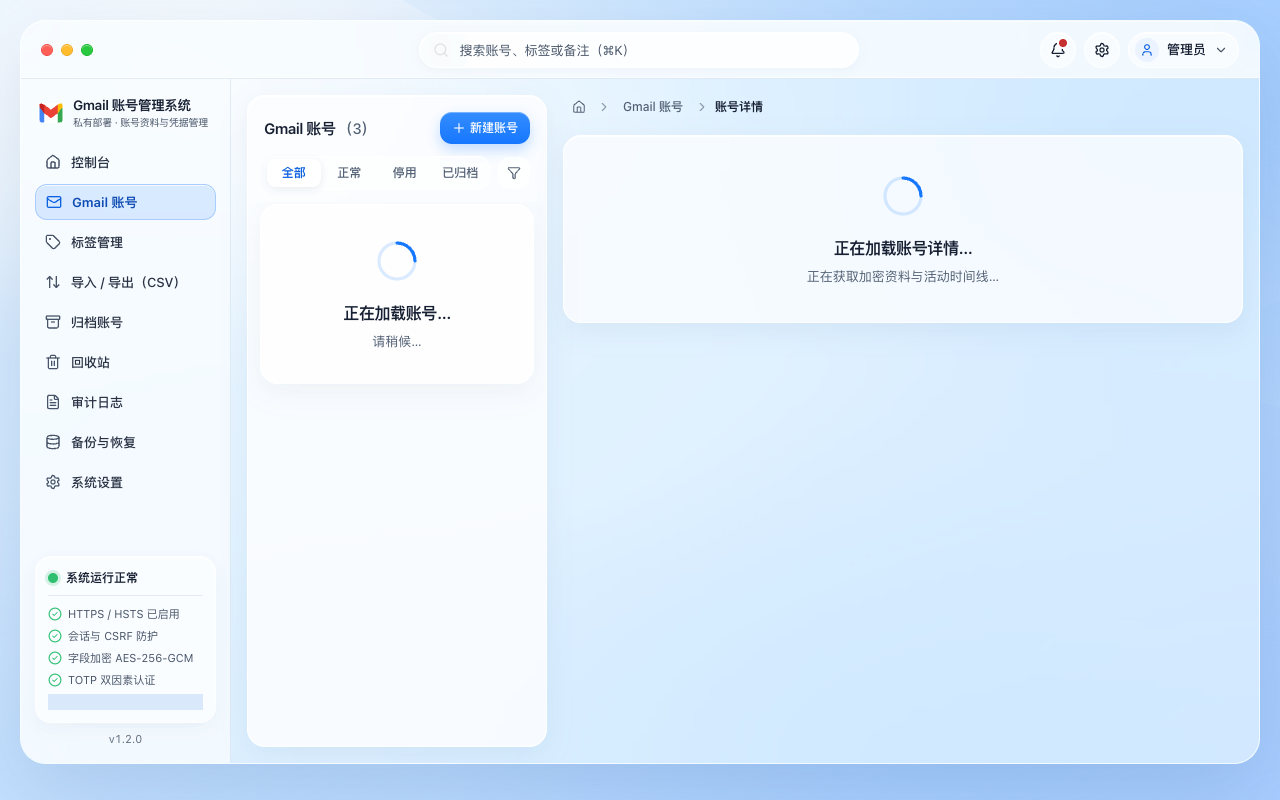 搜索账号、标签或备注（⌘K）
管理员
Gmail 账号管理系统
私有部署 · 账号资料与凭据管理
控制台
Gmail 账号
标签管理
导入 / 导出（CSV）
归档账号
回收站
审计日志
备份与恢复
系统设置
系统运行正常
HTTPS / HSTS 已启用
会话与 CSRF 防护
字段加密 AES-256-GCM
TOTP 双因素认证
v1.2.0
Gmail 账号（3）
新建账号
全部 正常 停用 已归档
正在加载账号...
请稍候...
Gmail 账号 账号详情
正在加载账号详情...
正在获取加密资料与活动时间线...